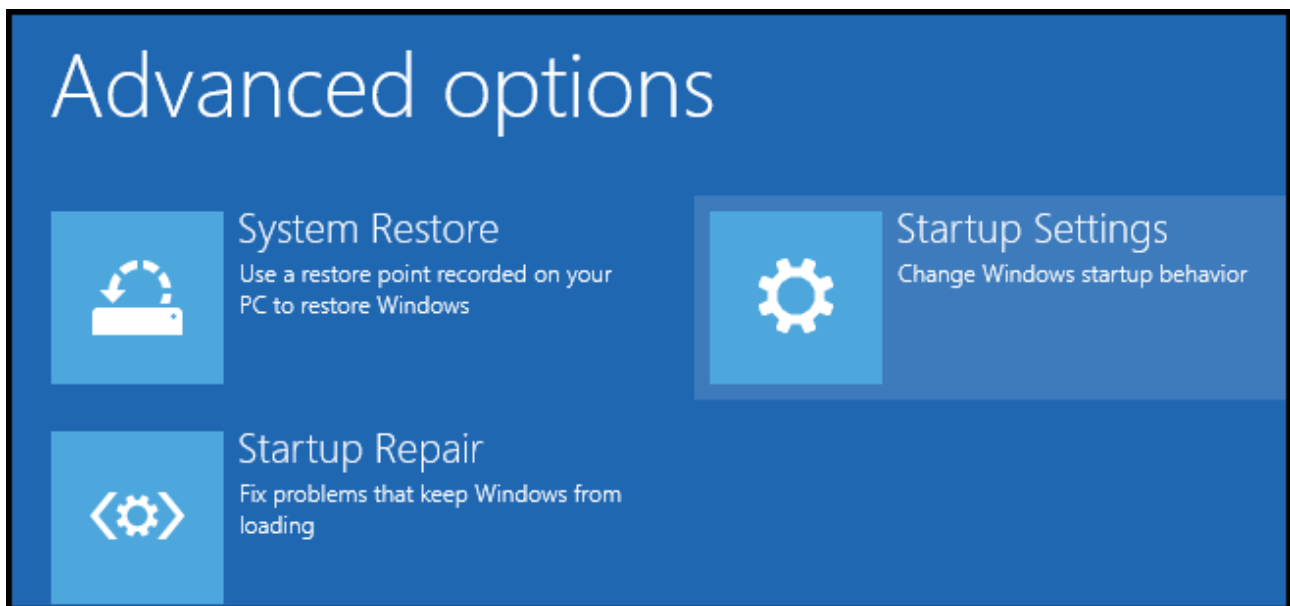 Advanced options
System Restore
Use a restore point recorded on your
PC to restore Windows
Startup Settings
Change Windows startup behavior
Startup Repair
Fix problems that keep Windows from
loading